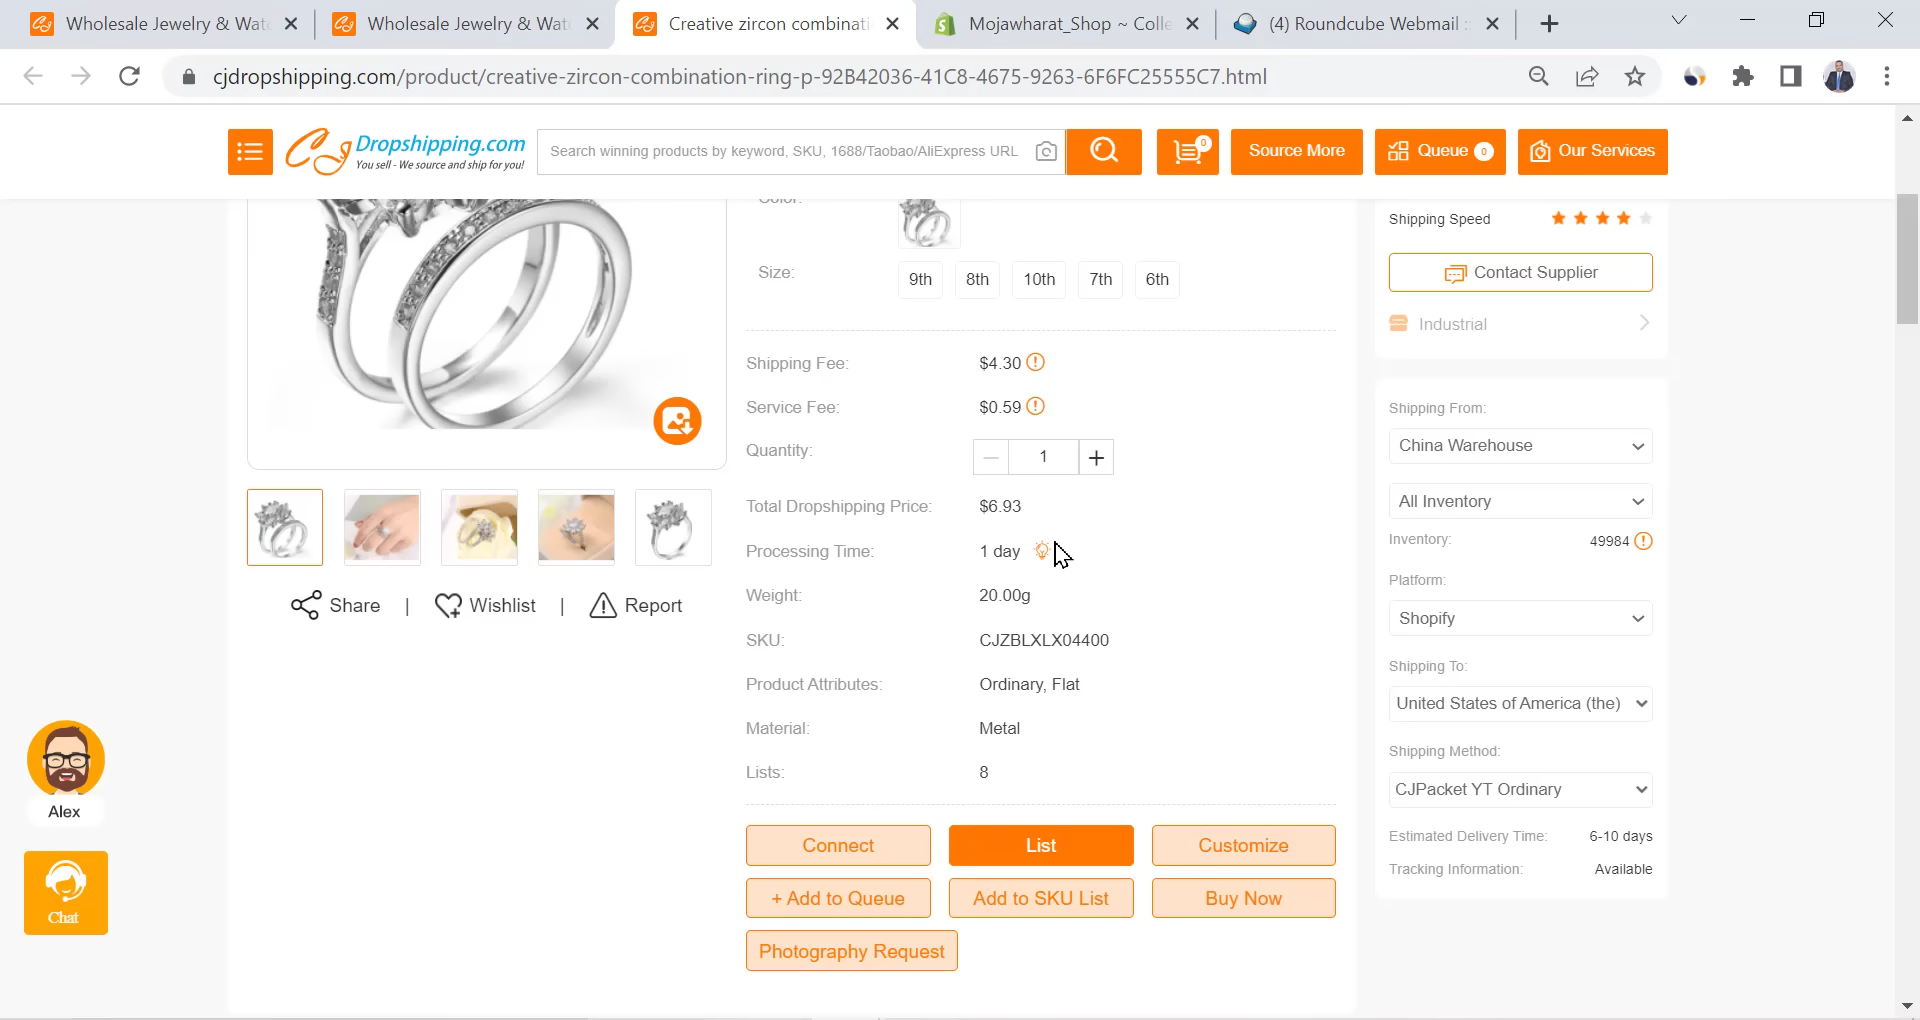 Wholesale Jewelry & Wat
Wholesale Jewelry & Wat
Creative zircon combinati
Mojawharat_Shop ~ Colle
(4) Roundcube Webmail ::
cjdropshipping.com/product/creative-zircon-combination-ring-p-92B42036-41C8-4675-9263-6F6FC25555C7.html
CJ Dropshipping.com
You sell - We source and ship for you!
Search winning products by keyword, SKU, 1688/Taobao/AliExpress URL
0
Source More
Queue 0
Our Services
Color:
Size:
9th 8th 10th 7th 6th
Shipping Fee: $4.30
Service Fee: $0.59
Quantity: 1
Total Dropshipping Price: $6.93
Processing Time: 1 day
Weight: 20.00g
SKU: CJZBLXLX04400
Product Attributes: Ordinary, Flat
Material: Metal
Lists: 8
Connect
List
Customize
+ Add to Queue
Add to SKU List
Buy Now
Photography Request
Share | Wishlist | Report
Alex
Chat
Shipping Speed
Contact Supplier
Industrial
Shipping From:
China Warehouse
All Inventory
Inventory: 49984
Platform:
Shopify
Shipping To:
United States of America (the)
Shipping Method:
CJPacket YT Ordinary
Estimated Delivery Time: 6-10 days
Tracking Information: Available